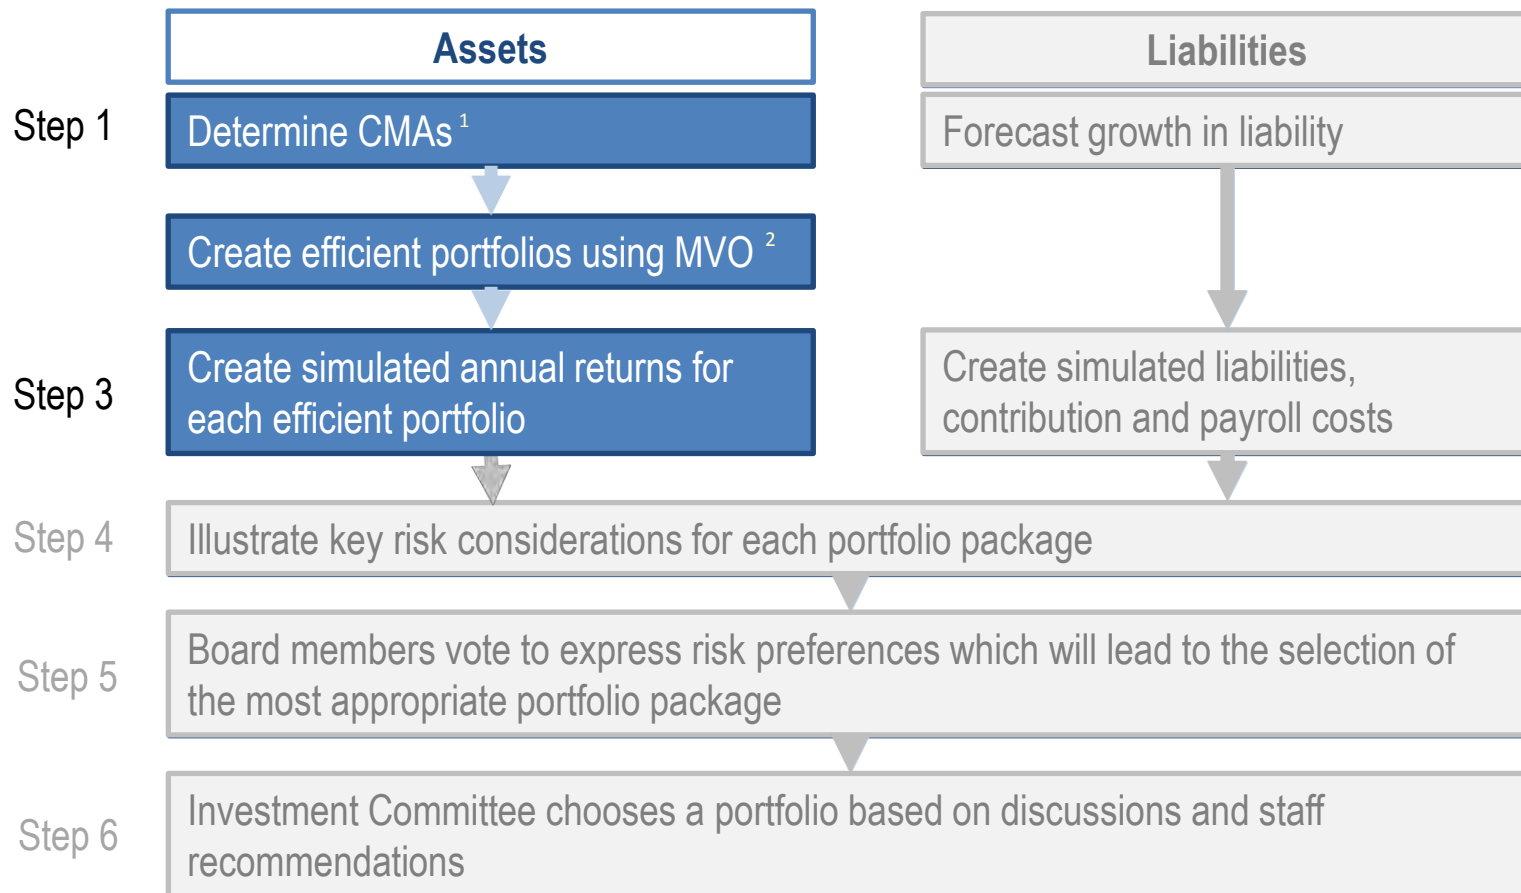 Assets
Liabilities
Step 1
Determine CMAs 1
Forecast growth in liability
Create efficient portfolios using MVO 2
Step 3
Create simulated annual returns for
each efficient portfolio
Create simulated liabilities,
contribution and payroll costs
Step 4
Illustrate key risk considerations for each portfolio package
Step 5
Board members vote to express risk preferences which will lead to the selection of
the most appropriate portfolio package
Step 6
Investment Committee chooses a portfolio based on discussions and staff
recommendations